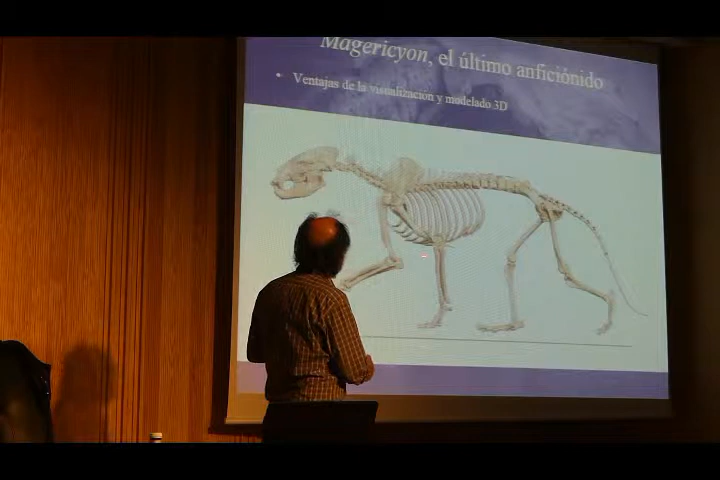 Magericyon, el último anficiónido
• Ventajas de la visualización y modelado 3D